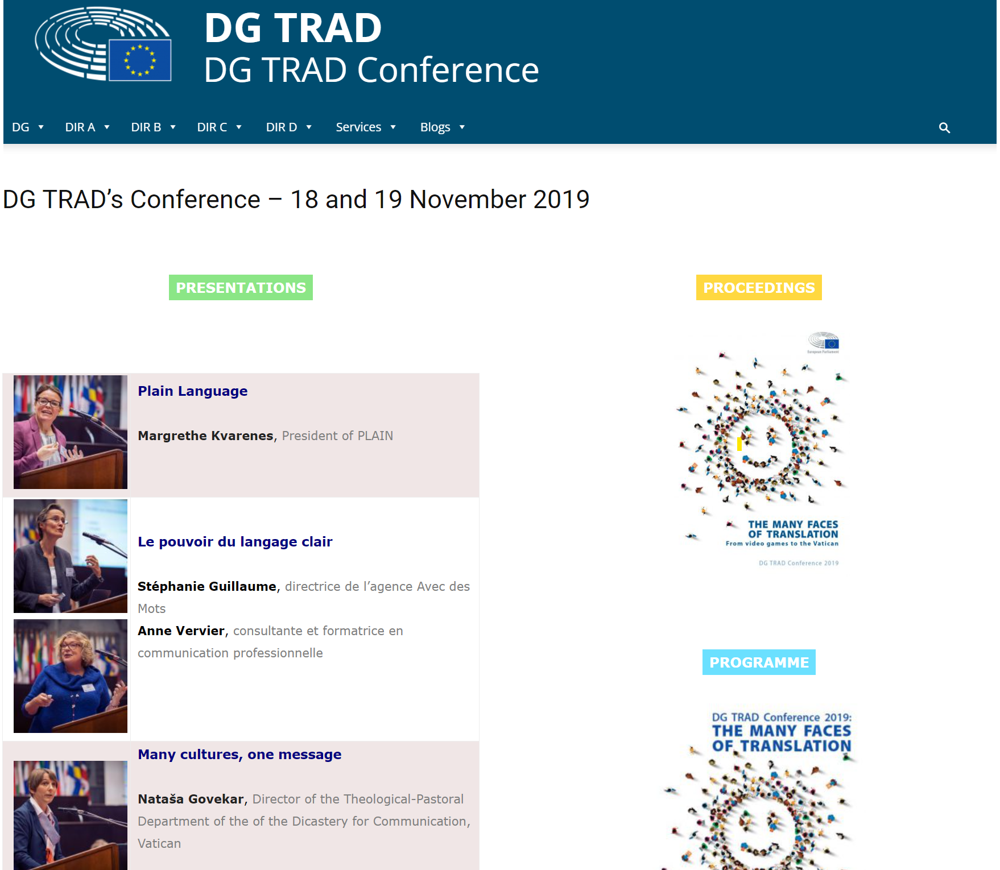 DG TRAD
DG TRAD Conference
DG
DIR A
DIR B
DIR C
DIR D
Services
Blogs
DG TRAD’s Conference – 18 and 19 November 2019
PRESENTATIONS
Plain Language
Margrethe Kvarenes, President of PLAIN
Le pouvoir du langage clair
Stéphanie Guillaume, directrice de l’agence Avec des
Mots
Anne Vervier, consultante et formatrice en
communication professionnelle
Many cultures, one message
Nataša Govekar, Director of the Theological-Pastoral
Department of the of the Dicastery for Communication,
Vatican
PROCEEDINGS
European Parliament
THE MANY FACES
OF TRANSLATION
From video games to the Vatican
DG TRAD Conference 2019
PROGRAMME
DG TRAD Conference 2019:
THE MANY FACES
OF TRANSLATION